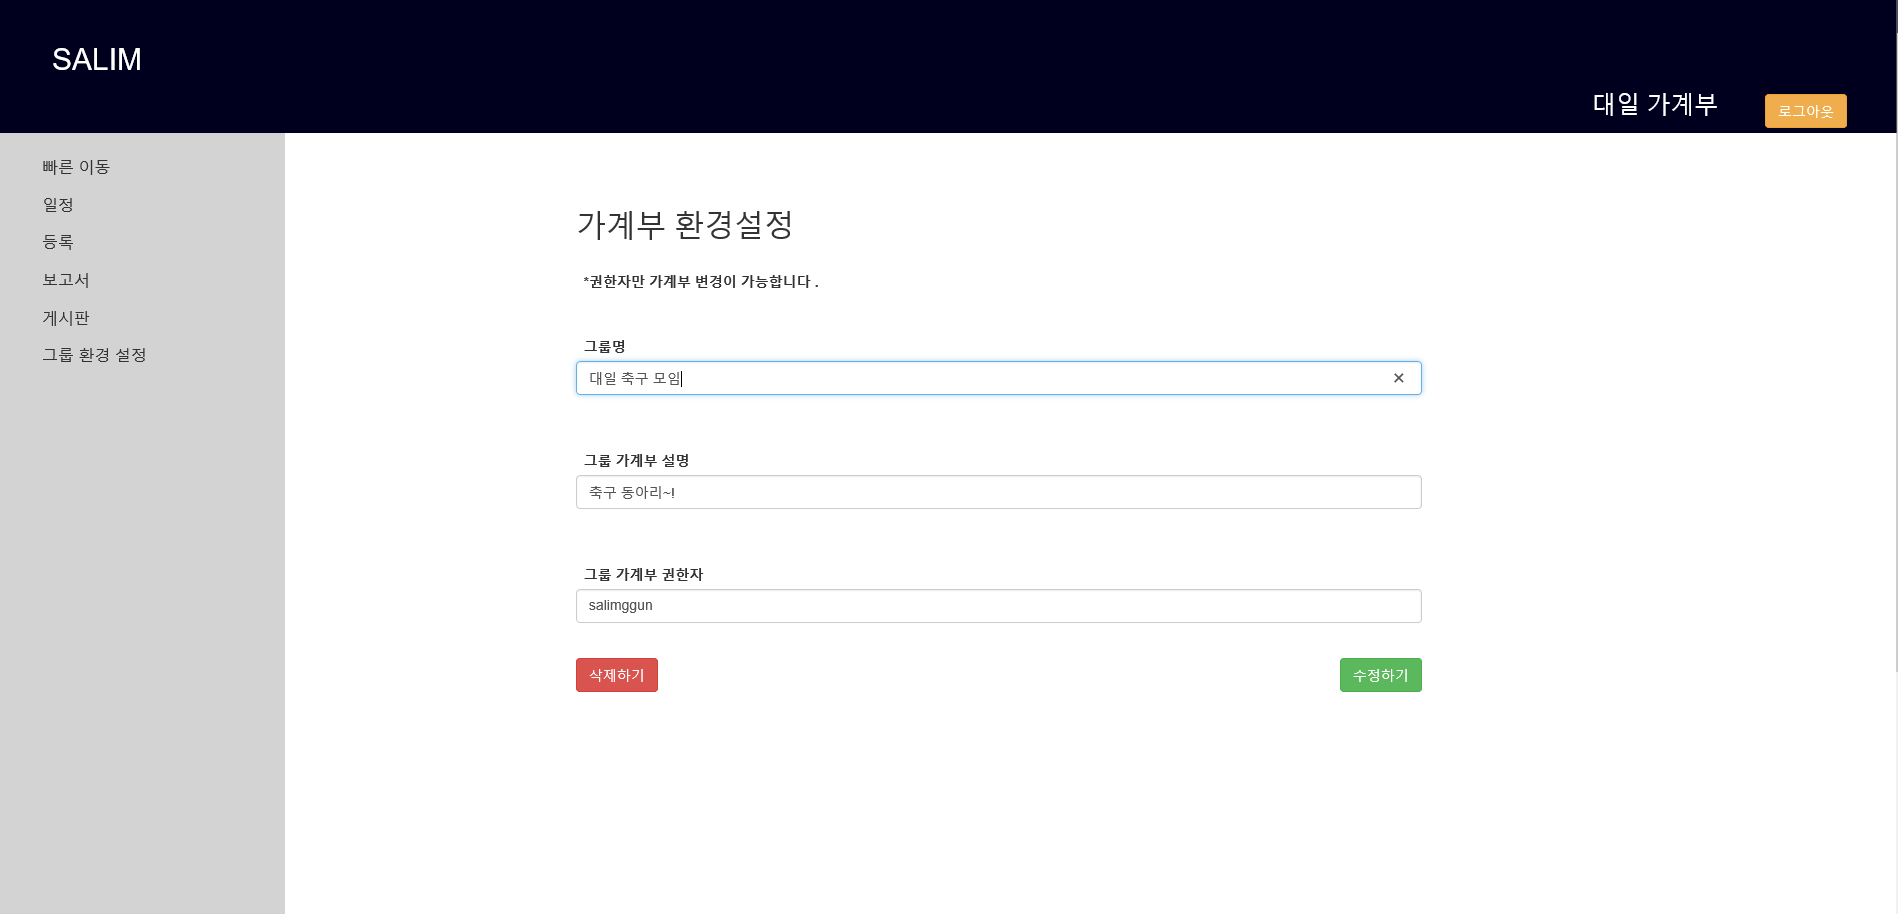 SALIM
대일 가계부
로그아웃
빠른 이동
일정
등록
보고서
게시판
그룹 환경 설정
가계부 환경설정
*권한자만 가계부 변경이 가능합니다 .
그룹명
대일 축구 모임
그룹 가계부 설명
축구 동아리~!
그룹 가계부 권한자
salimggun
삭제하기
수정하기